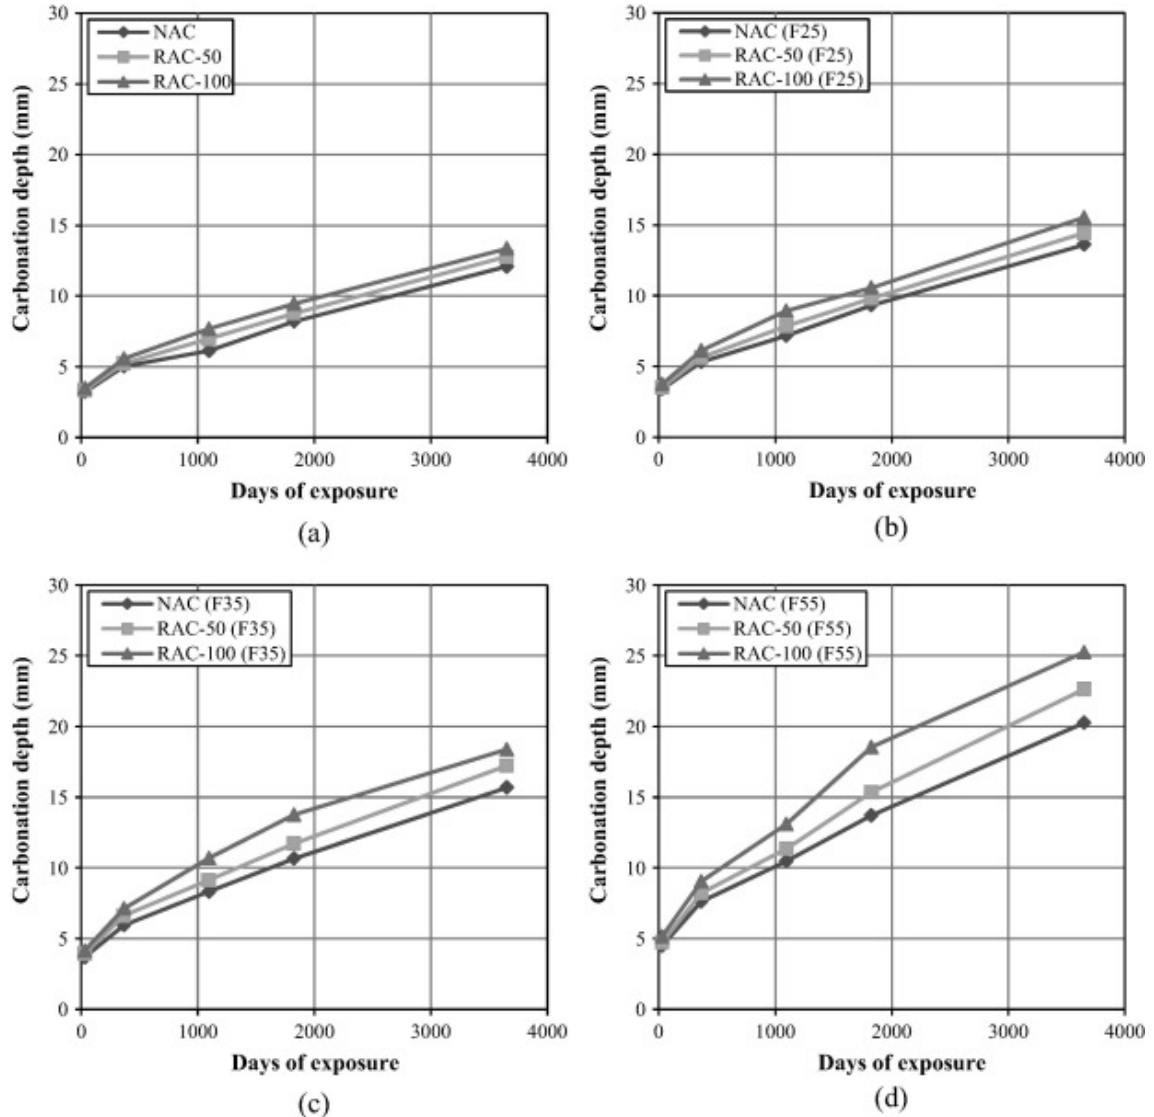 30
25
20
15
10
5
0
Carbonation depth (mm)
NAC
RAC-50
RAC-100
0 1000 2000 3000 4000
Days of exposure
(a)
30
25
20
15
10
5
0
Carbonation depth (mm)
NAC (F25)
RAC-50 (F25)
RAC-100 (F25)
0 1000 2000 3000 4000
Days of exposure
(b)
30
25
20
15
10
5
0
Carbonation depth (mm)
NAC (F35)
RAC-50 (F35)
RAC-100 (F35)
0 1000 2000 3000 4000
Days of exposure
(c)
30
25
20
15
10
5
0
Carbonation depth (mm)
NAC (F55)
RAC-50 (F55)
RAC-100 (F55)
0 1000 2000 3000 4000
Days of exposure
(d)